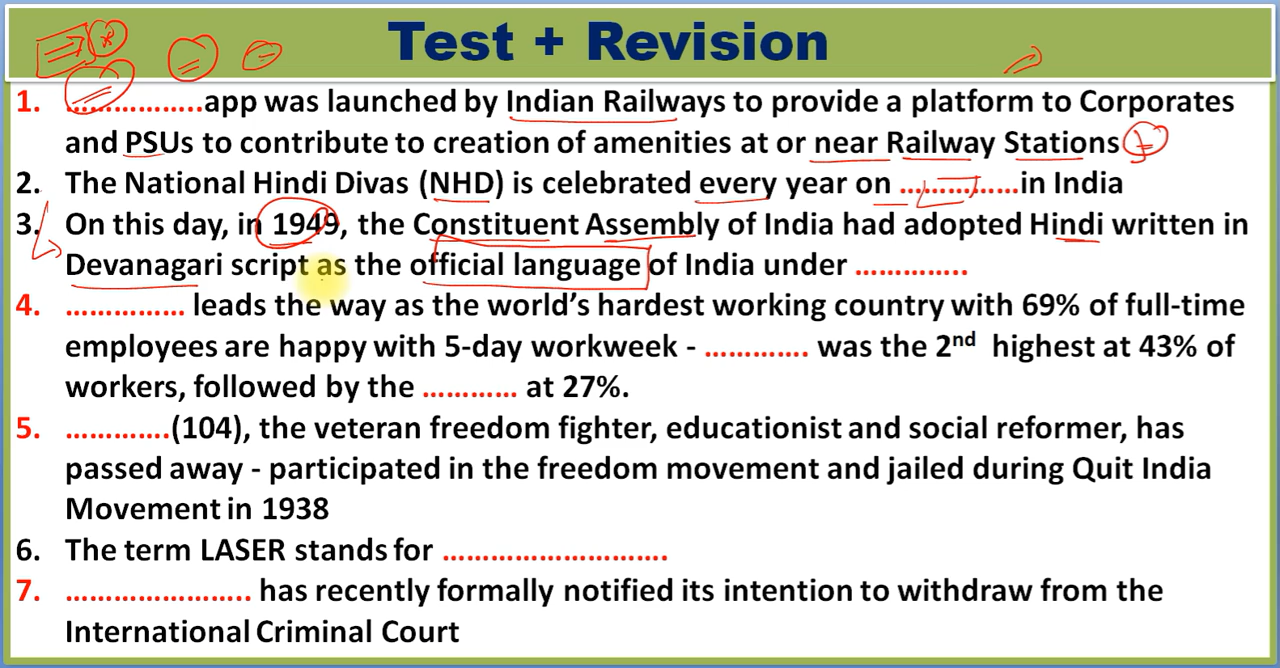 Test + Revision
1. ……………..app was launched by Indian Railways to provide a platform to Corporates
and PSUs to contribute to creation of amenities at or near Railway Stations
2. The National Hindi Divas (NHD) is celebrated every year on ……………in India
3. On this day, in 1949, the Constituent Assembly of India had adopted Hindi written in
Devanagari script as the official language of India under …………..
4. …………… leads the way as the world’s hardest working country with 69% of full-time
employees are happy with 5-day workweek - …………. was the 2nd highest at 43% of
workers, followed by the ………… at 27%.
5. ………….(104), the veteran freedom fighter, educationist and social reformer, has
passed away - participated in the freedom movement and jailed during Quit India
Movement in 1938
6. The term LASER stands for ……………………….
7. ………………….. has recently formally notified its intention to withdraw from the
International Criminal Court